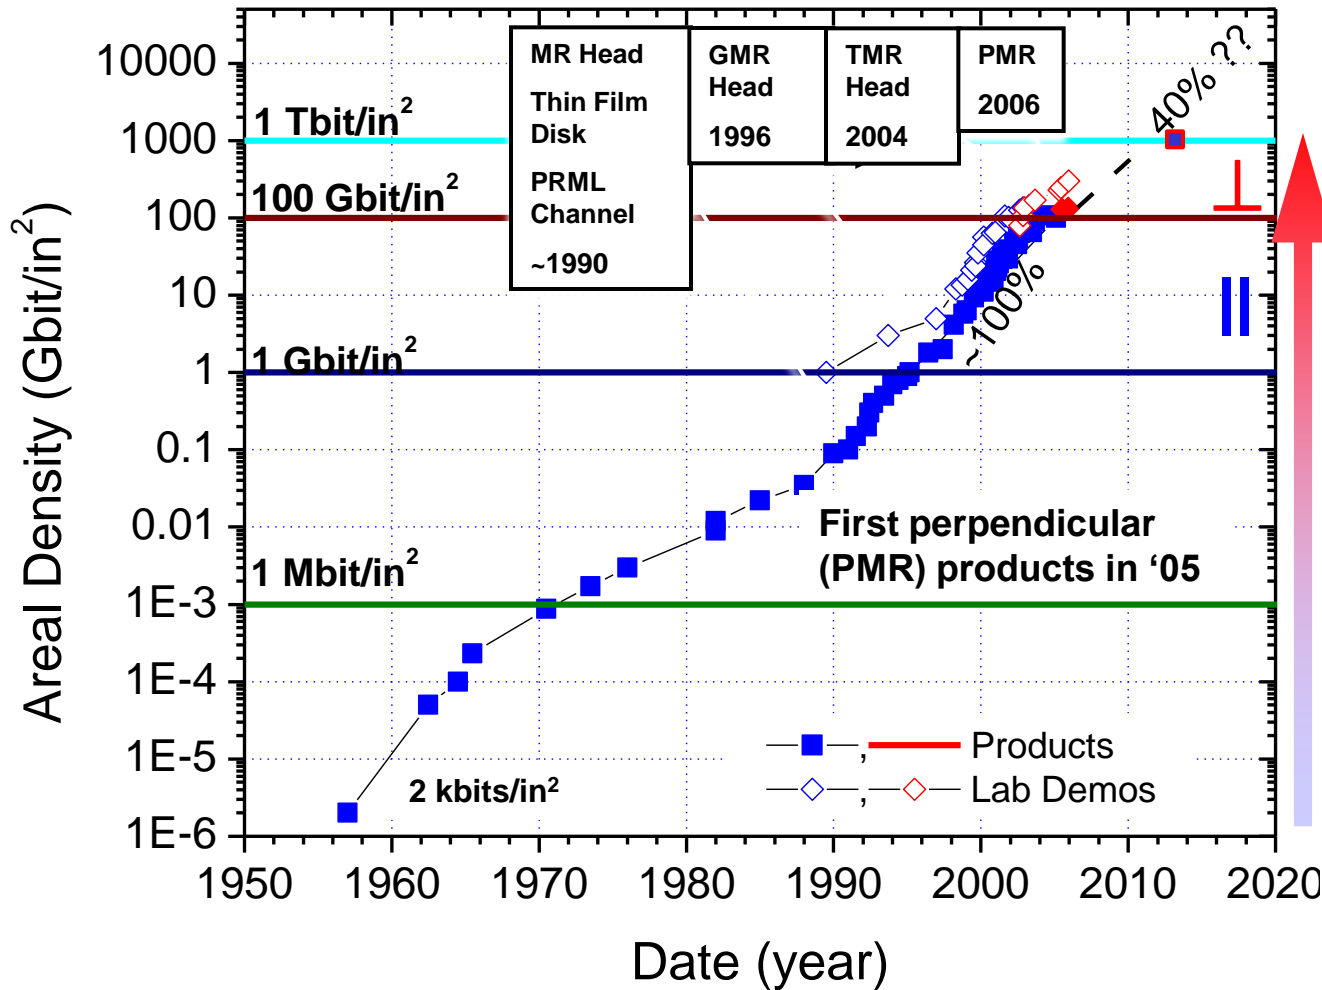 Areal Density (Gbit/in²)
10000
1000
100
10
1
0.1
0.01
1E-3
1E-4
1E-5
1E-6
MR Head
Thin Film
Disk
PRML
Channel
~1990
GMR
Head
1996
TMR
Head
2004
PMR
2006
40% ??
1 Tbit/in²
100 Gbit/in²
1 Gbit/in²
1 Mbit/in²
~100%
First perpendicular
(PMR) products in ‘05
2 kbits/in²
, Products
, Lab Demos
⊥
||
1950 1960 1970 1980 1990 2000 2010 2020
Date (year)